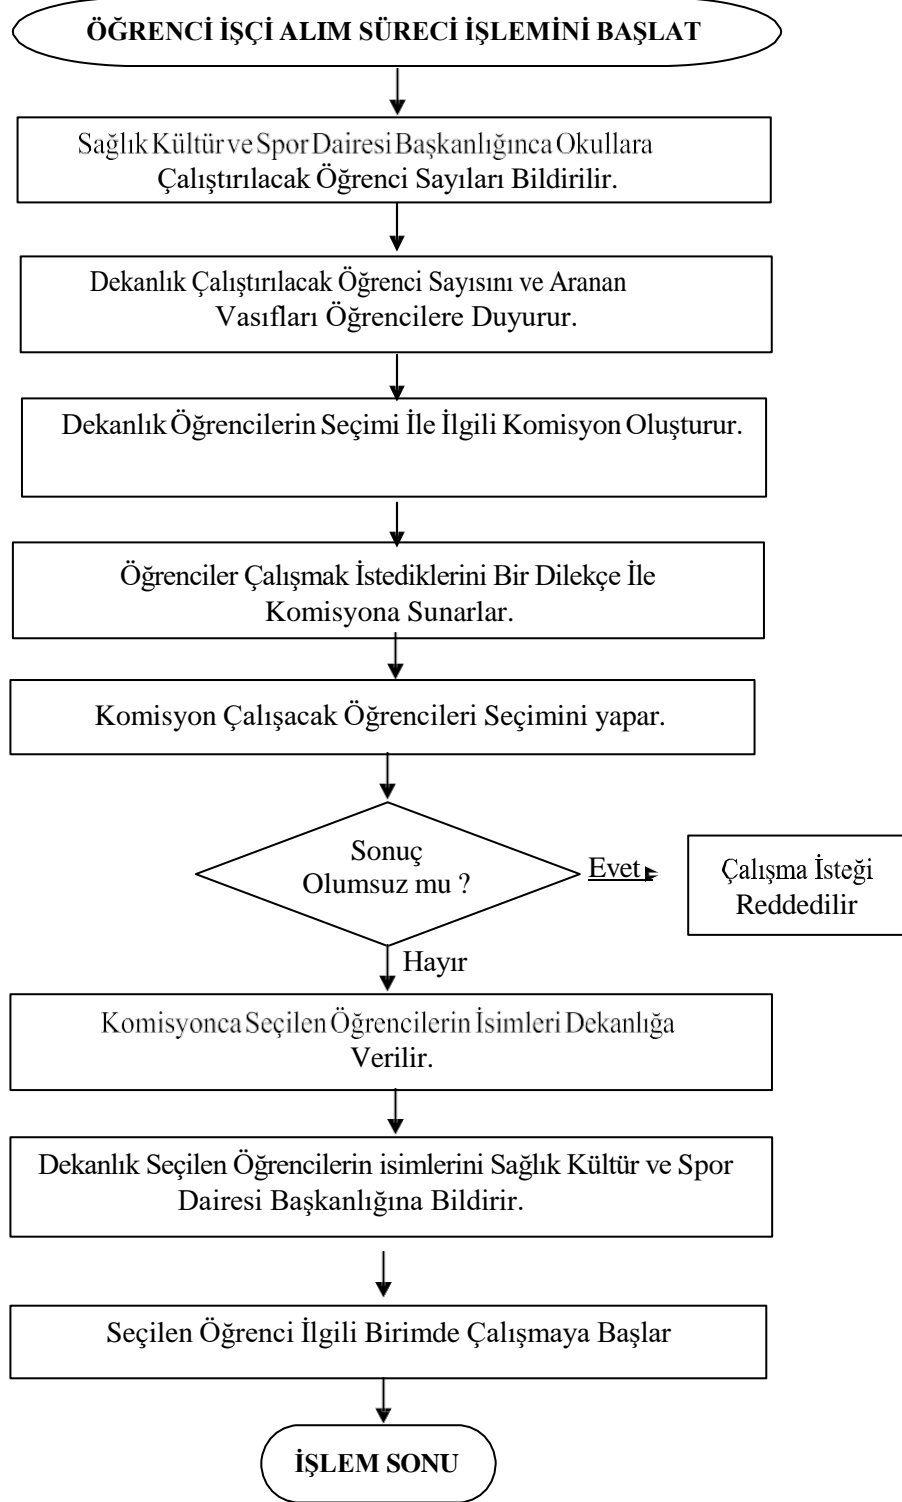 ÖĞRENCİ İŞÇİ ALIM SÜRECİ İŞLEMİNİ BAŞLAT
Sağlık Kültür ve Spor Dairesi Başkanlığınca Okullara
Çalıştırılacak Öğrenci Sayıları Bildirilir.
Dekanlık Çalıştırılacak Öğrenci Sayısını ve Aranan
Vasıfları Öğrencilere Duyurur.
Dekanlık Öğrencilerin Seçimi İle İlgili Komisyon Oluşturur.
Öğrenciler Çalışmak İstediklerini Bir Dilekçe İle
Komisyona Sunarlar.
Komisyon Çalışacak Öğrencileri Seçimini yapar.
Sonuç
Olumsuz mu ?
Evet
Çalışma İsteği
Reddedilir
Hayır
Komisyonca Seçilen Öğrencilerin İsimleri Dekanlığa
Verilir.
Dekanlık Seçilen Öğrencilerin isimlerini Sağlık Kültür ve Spor
Dairesi Başkanlığına Bildirir.
Seçilen Öğrenci İlgili Birimde Çalışmaya Başlar
İŞLEM SONU